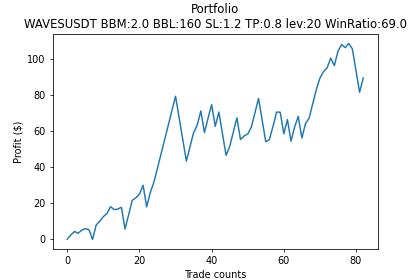 Portfolio
WAVESUSDT BBM:2.0 BBL:160 SL:1.2 TP:0.8 lev:20 WinRatio:69.0
Profit ($)
100
80
60
40
20
0
0 20 40 60 80
Trade counts